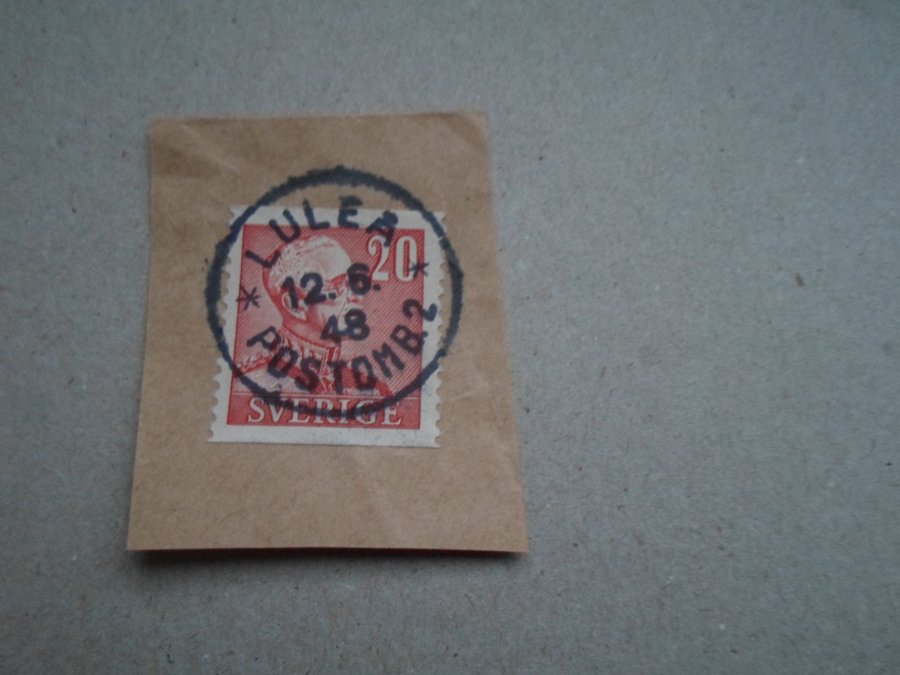 LULEÅ
20
12. 6.
48
POSTOMB. 2
SVERIGE